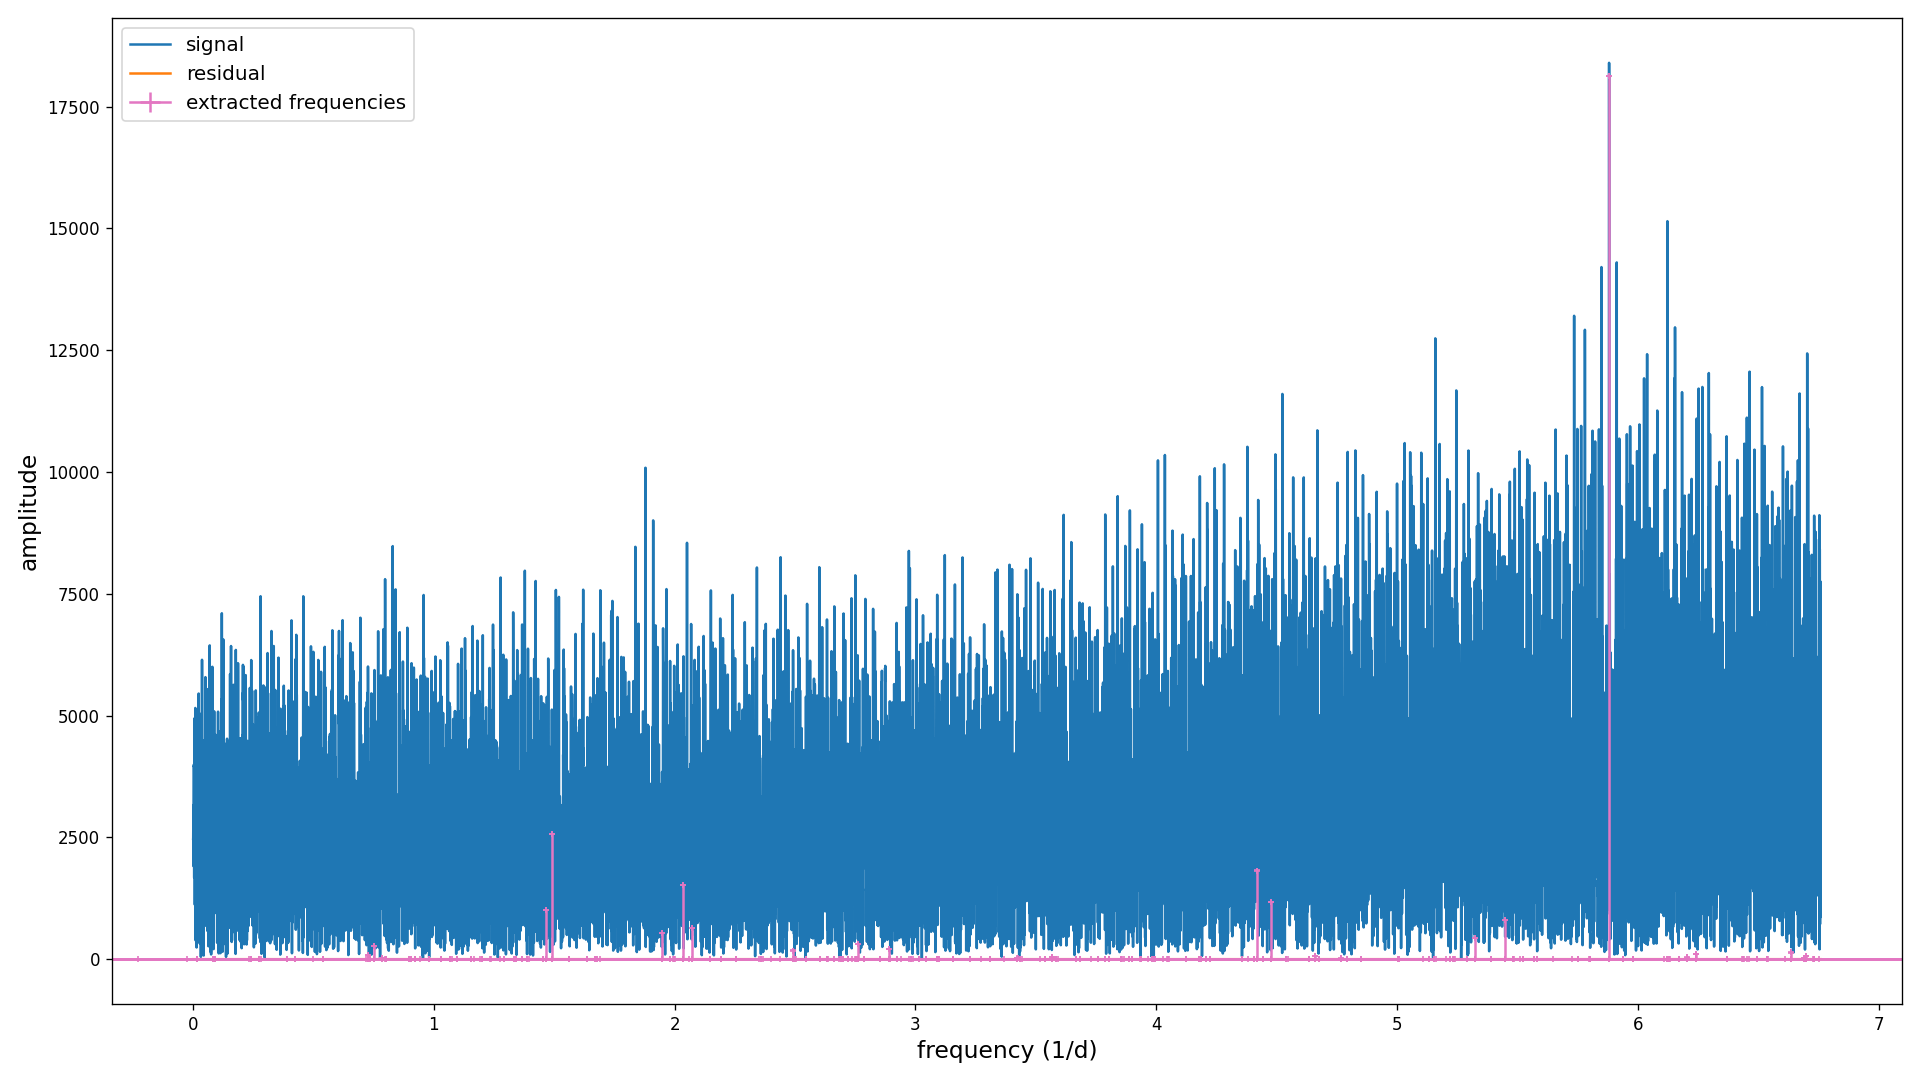 signal
residual
extracted frequencies
17500
15000
12500
10000
7500
5000
2500
0
amplitude
0 1 2 3 4 5 6 7
frequency (1/d)